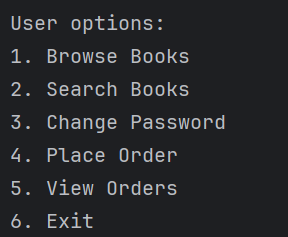 User options:
1. Browse Books
2. Search Books
3. Change Password
4. Place Order
5. View Orders
6. Exit